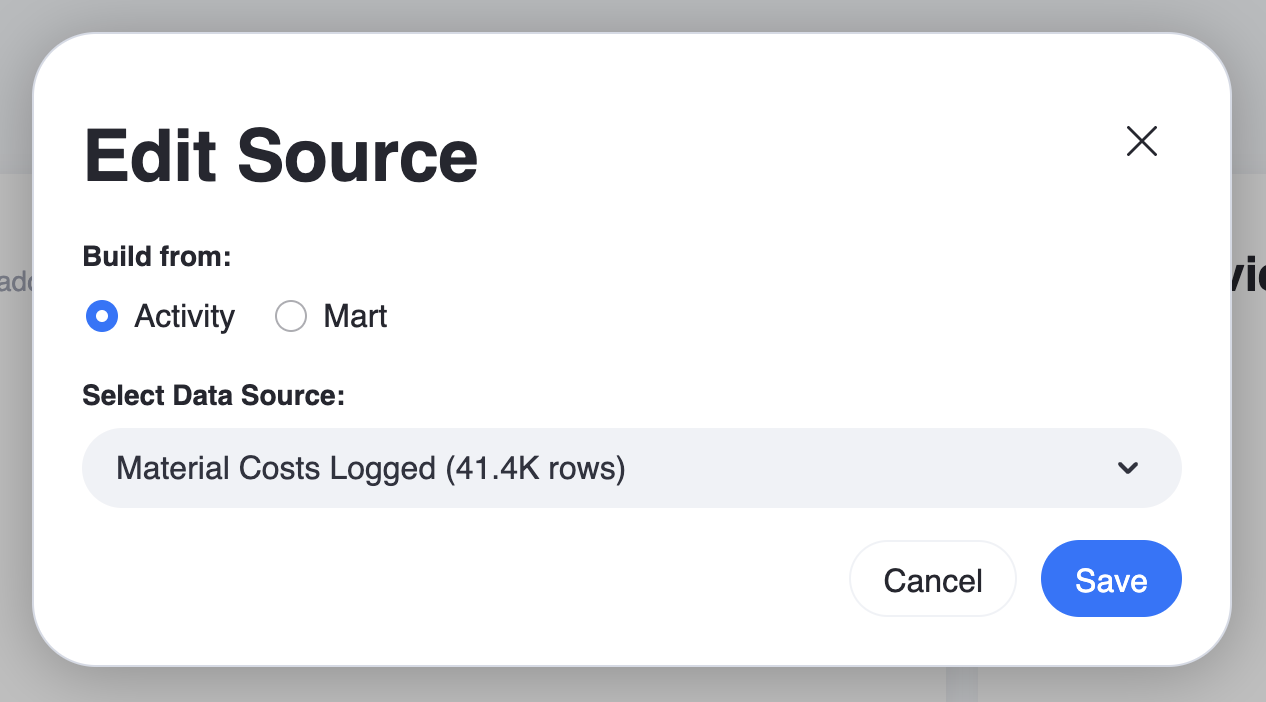 Edit Source
Build from:
Activity Mart
Select Data Source:
Material Costs Logged (41.4K rows)
Cancel Save